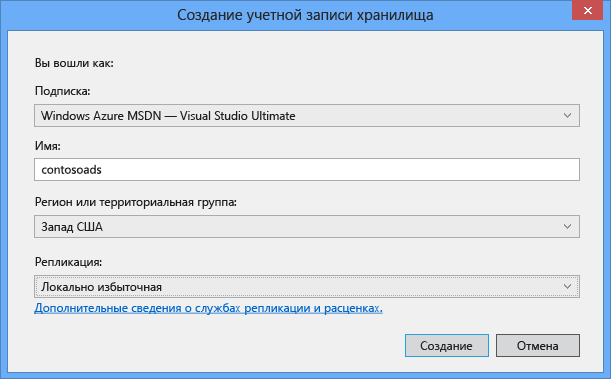 Создание учетной записи хранилища
Вы вошли как:
Подписка:
Windows Azure MSDN — Visual Studio Ultimate
Имя:
contosoads
Регион или территориальная группа:
Запад США
Репликация:
Локально избыточная
Дополнительные сведения о службах репликации и расценках.
Создание
Отмена